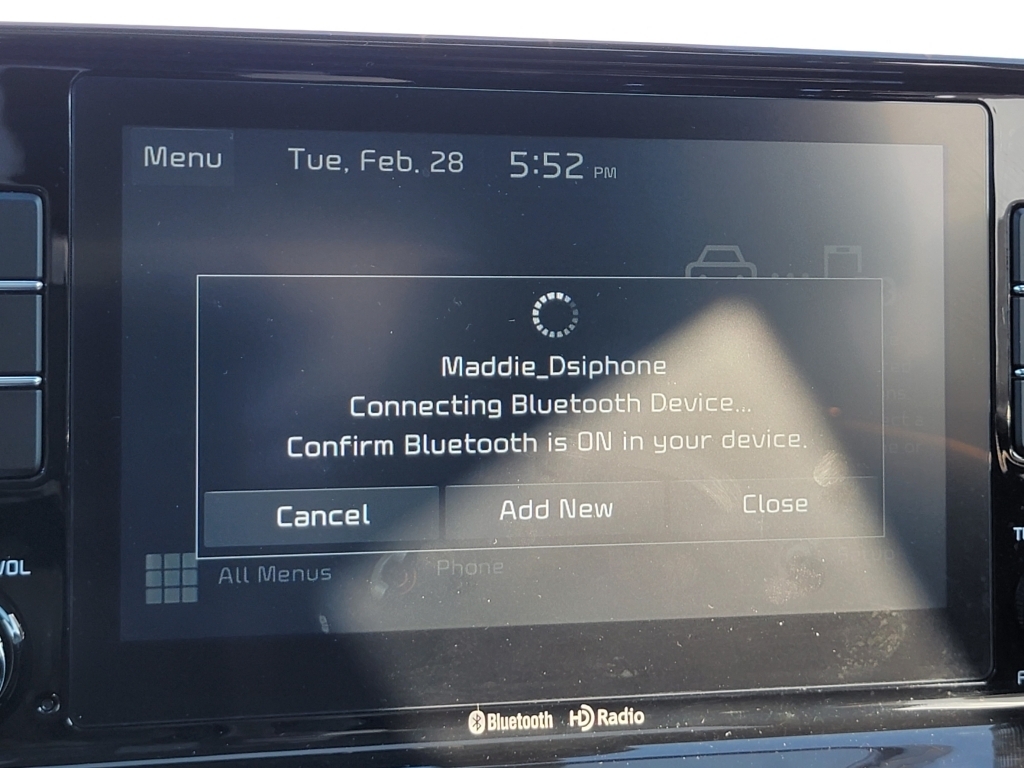 Menu Tue, Feb. 28 5:52 PM
Maddie_Dsiphone
Connecting Bluetooth Device...
Confirm Bluetooth is ON in your device.
Cancel Add New Close
All Menus Phone
VOL
Bluetooth HD Radio